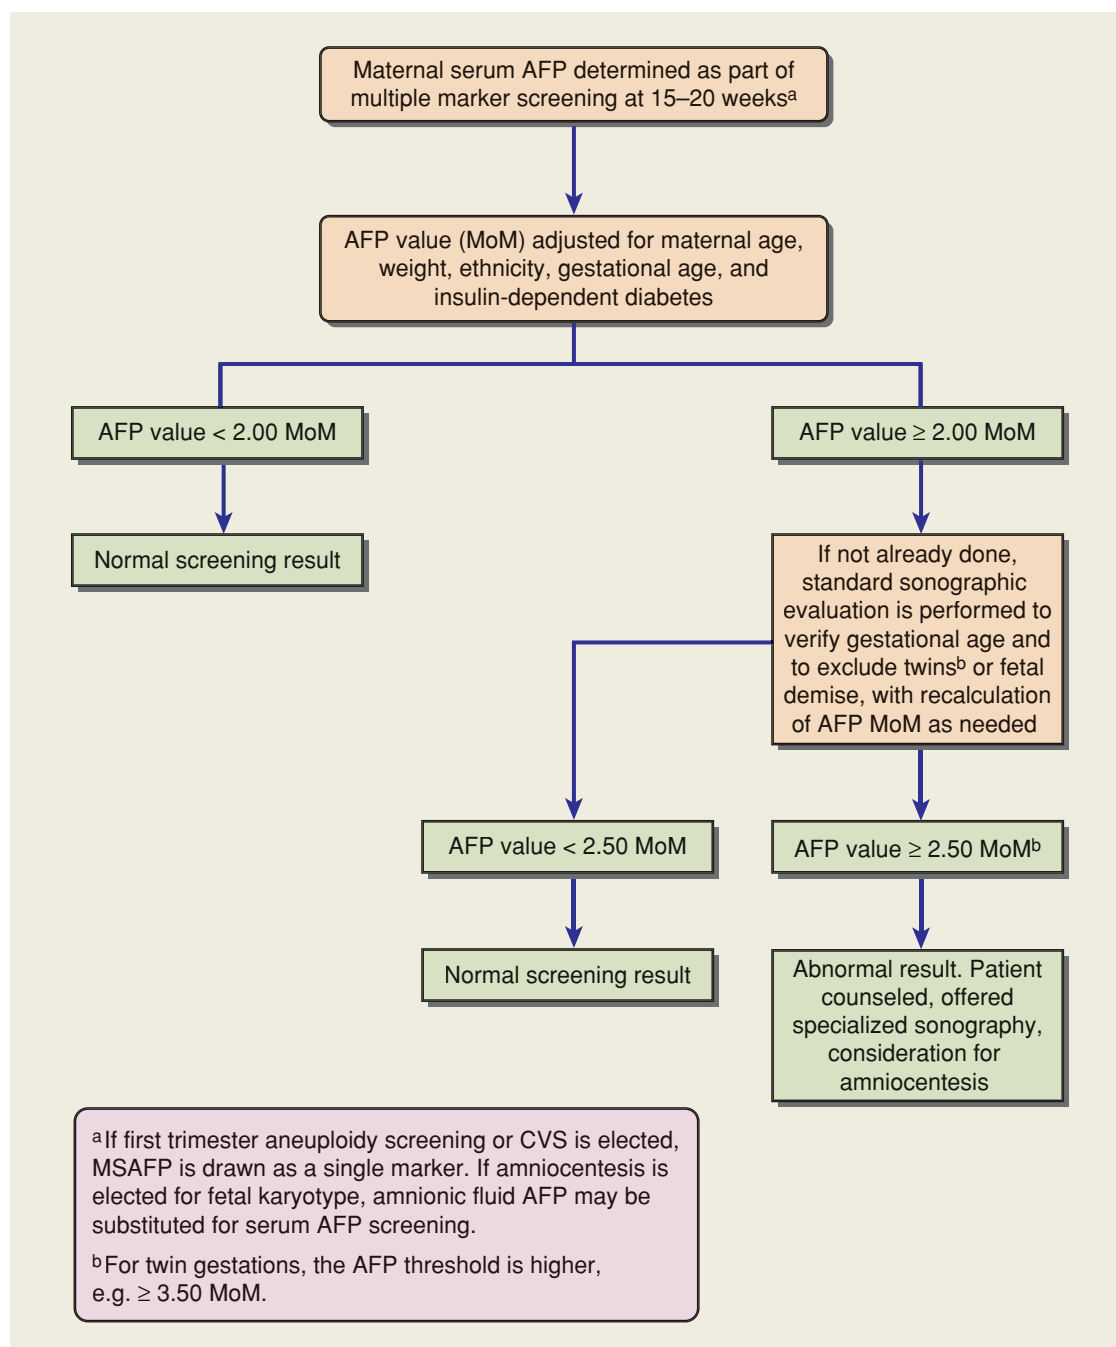 Maternal serum AFP determined as part of
multiple marker screening at 15–20 weeksᵃ
AFP value (MoM) adjusted for maternal age,
weight, ethnicity, gestational age, and
insulin-dependent diabetes
AFP value < 2.00 MoM
AFP value ≥ 2.00 MoM
Normal screening result
If not already done,
standard sonographic
evaluation is performed to
verify gestational age and
to exclude twinsᵇ or fetal
demise, with recalculation
of AFP MoM as needed
AFP value < 2.50 MoM
AFP value ≥ 2.50 MoMᵇ
Normal screening result
Abnormal result. Patient
counseled, offered
specialized sonography,
consideration for
amniocentesis
ᵃIf first trimester aneuploidy screening or CVS is elected,
MSAFP is drawn as a single marker. If amniocentesis is
elected for fetal karyotype, amnionic fluid AFP may be
substituted for serum AFP screening.
ᵇFor twin gestations, the AFP threshold is higher,
e.g. ≥ 3.50 MoM.